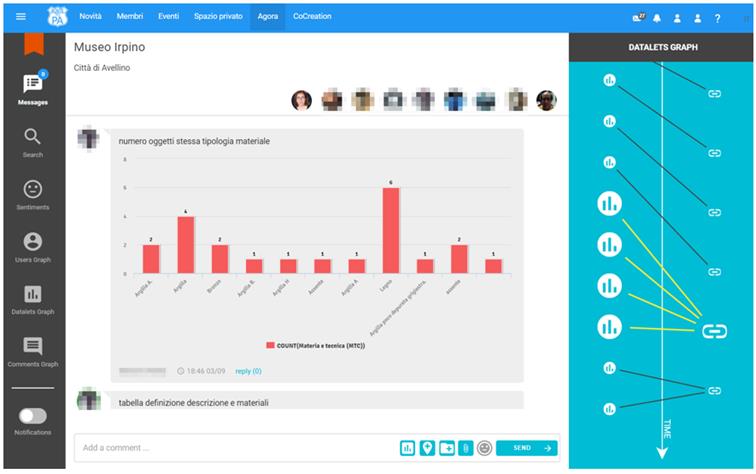 PA
Novità Membri Eventi Spazio privato Agora CoCreation
27
?
Museo Irpino
Città di Avellino
DATALETS GRAPH
8
Messages
Search
Sentiments
Users Graph
Datalets Graph
Comments Graph
Notifications
numero oggetti stessa tipologia materiale
8
6
4
2
0
2 4 2 1 1 1 1 6 1 2 1
Argilla A.
Argilla
Bronzo
Argilla B.
Argilla H
Assente
Argilla A
Legno
Argilla poco depurata grigiastra.
assente
COUNT(Materia e tecnica (MTC))
18:46 03/09 reply (0)
tabella definizione descrizione e materiali
Add a comment ...
SEND
TIME